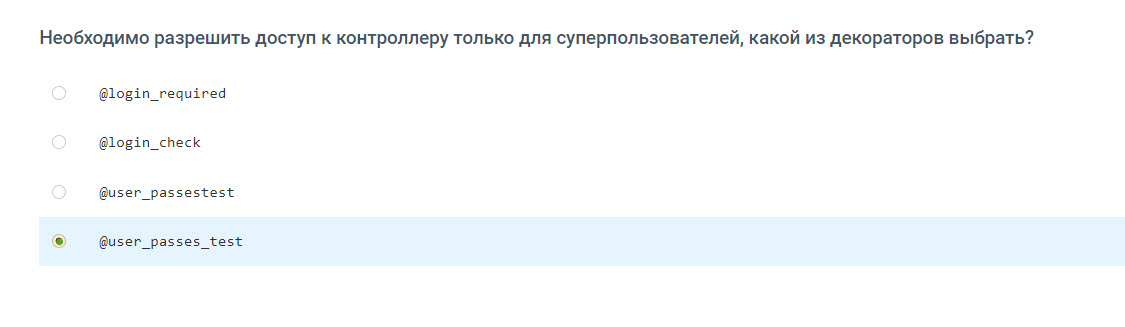 Необходимо разрешить доступ к контроллеру только для суперпользователей, какой из декораторов выбрать?
@login_required
@login_check
@user_passestest
@user_passes_test